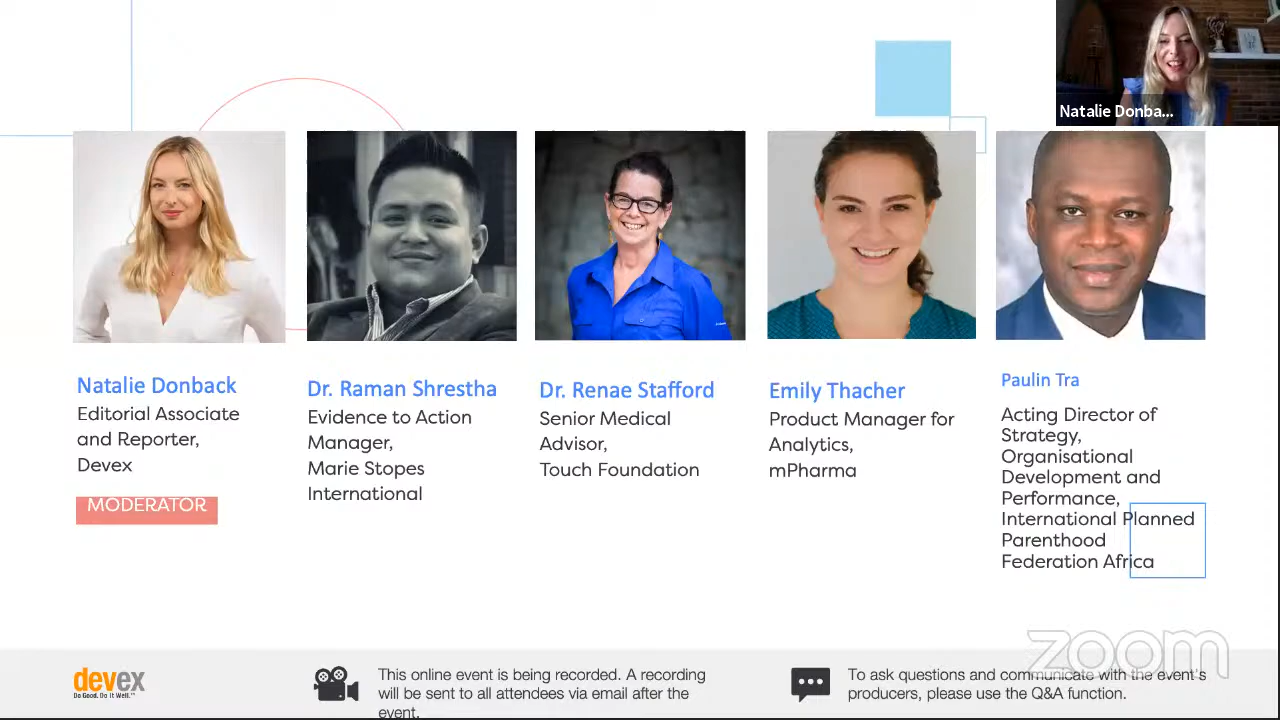 Natalie Donba...
Natalie Donback
Editorial Associate
and Reporter,
Devex
MODERATOR
Dr. Raman Shrestha
Evidence to Action
Manager,
Marie Stopes
International
Dr. Renae Stafford
Senior Medical
Advisor,
Touch Foundation
Emily Thacher
Product Manager for
Analytics,
mPharma
Paulin Tra
Acting Director of
Strategy,
Organisational
Development and
Performance,
International Planned
Parenthood
Federation Africa
devex
Do Good. Do It Well.™
This online event is being recorded. A recording
will be sent to all attendees via email after the
event.
To ask questions and communicate with the event's
producers, please use the Q&A function.
zoom